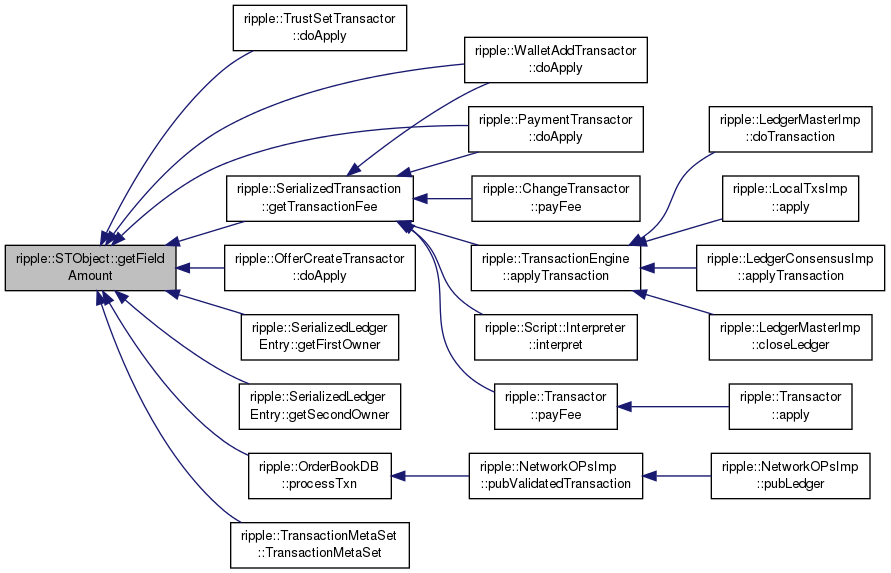 ripple::TrustSetTransactor
::doApply
ripple::WalletAddTransactor
::doApply
ripple::PaymentTransactor
::doApply
ripple::LedgerMasterImp
::doTransaction
ripple::SerializedTransaction
::getTransactionFee
ripple::ChangeTransactor
::payFee
ripple::LocalTxsImp
::apply
ripple::STObject::getField
Amount
ripple::OfferCreateTransactor
::doApply
ripple::TransactionEngine
::applyTransaction
ripple::LedgerConsensusImp
::applyTransaction
ripple::SerializedLedger
Entry::getFirstOwner
ripple::Script::Interpreter
::interpret
ripple::LedgerMasterImp
::closeLedger
ripple::SerializedLedger
Entry::getSecondOwner
ripple::Transactor
::payFee
ripple::Transactor
::apply
ripple::OrderBookDB
::processTxn
ripple::NetworkOPsImp
::pubValidatedTransaction
ripple::NetworkOPsImp
::pubLedger
ripple::TransactionMetaSet
::TransactionMetaSet